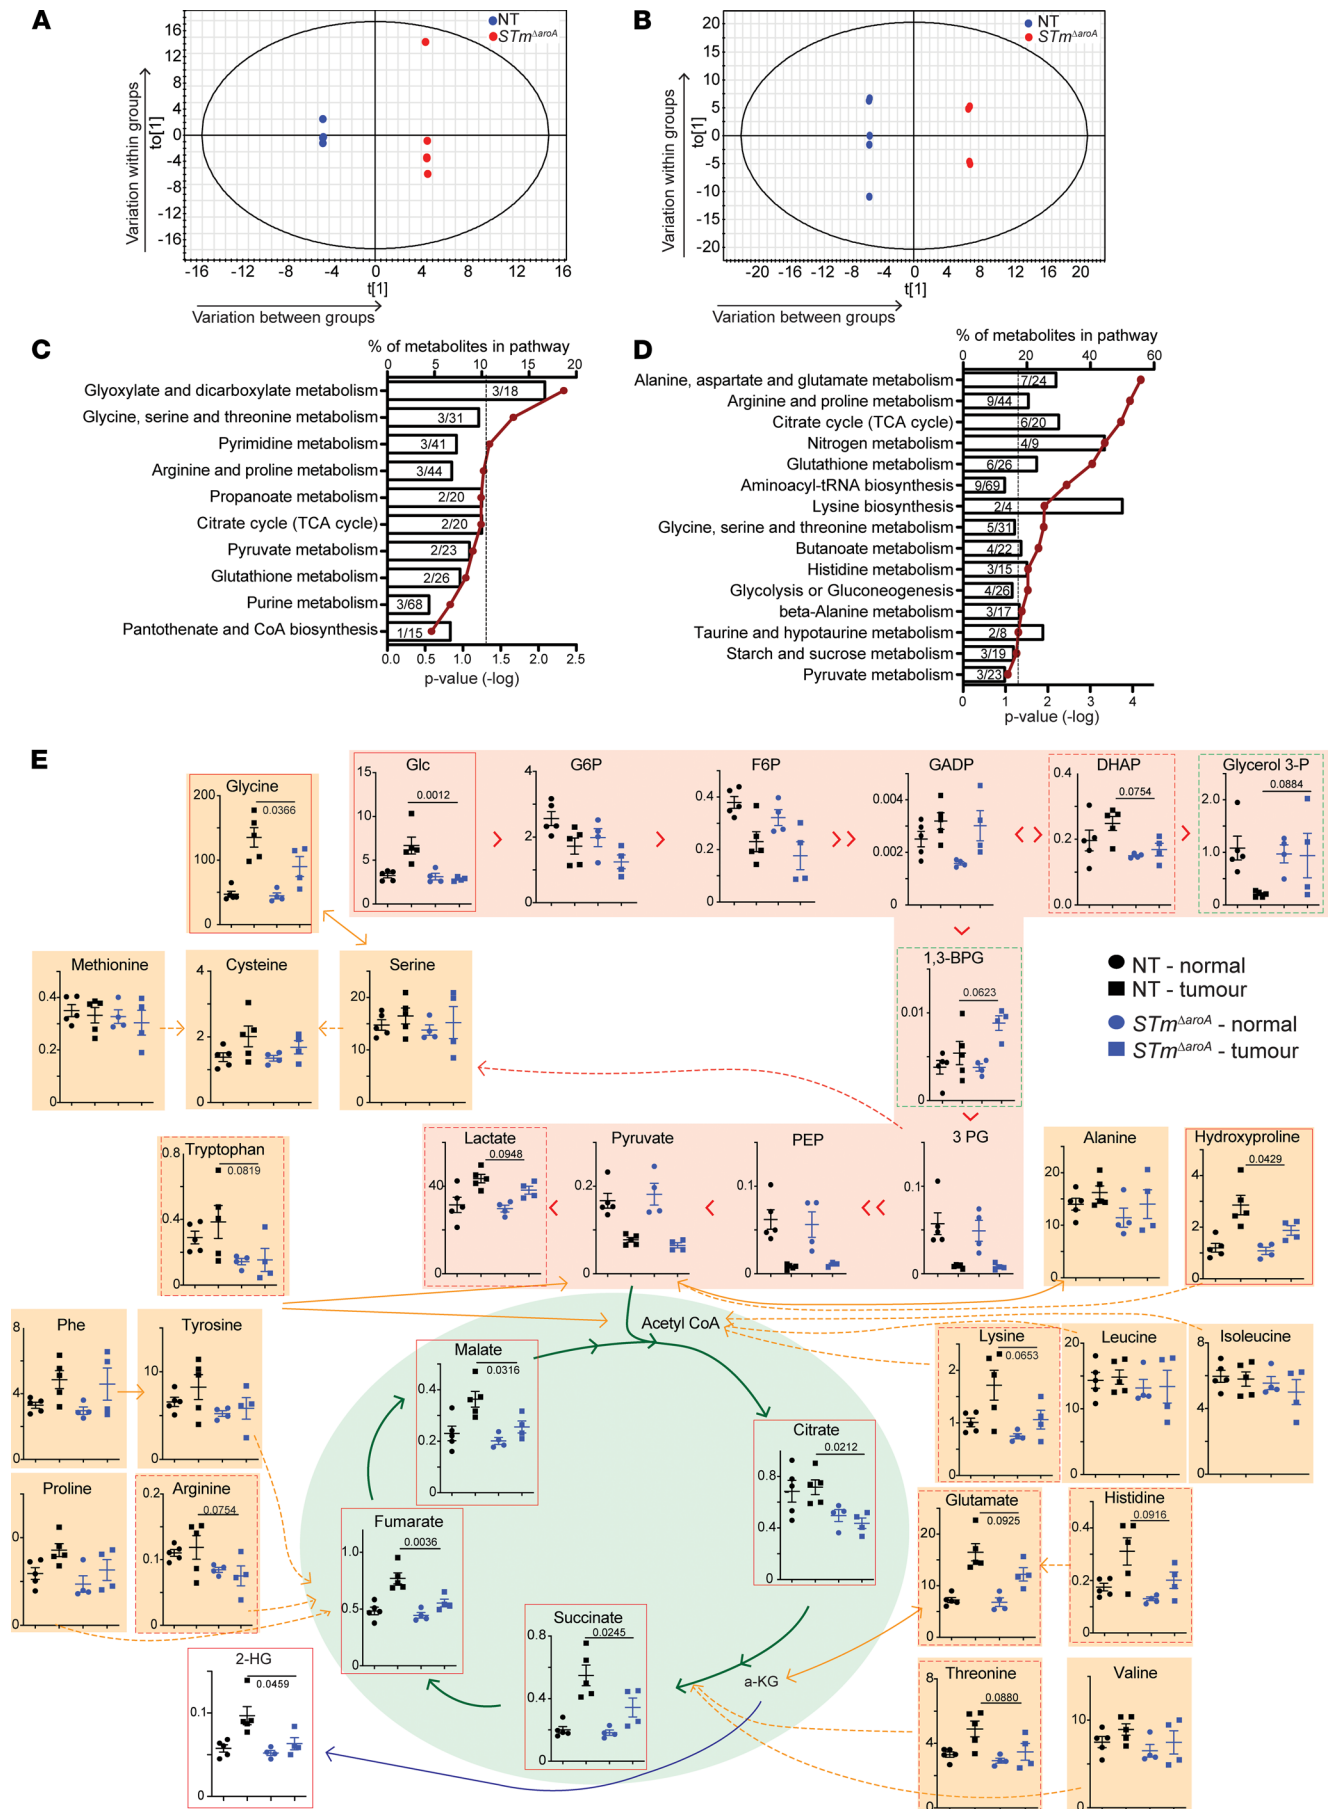 A
NT
STmΔaroA
16
12
8
4
0
-4
-8
-12
-16
to[1]
Variation within groups
-16
-12
-8
-4
0
4
8
12
16
t[1]
Variation between groups
B
NT
STmΔaroA
20
15
10
5
0
-5
-10
-15
-20
to[1]
Variation within groups
-20
-16
-12
-8
-4
0
4
8
12
16
20
t[1]
Variation between groups
C
% of metabolites in pathway
0
5
10
15
20
Glyoxylate and dicarboxylate metabolism 3/18
Glycine, serine and threonine metabolism 3/31
Pyrimidine metabolism 3/41
Arginine and proline metabolism 3/44
Propanoate metabolism 2/20
Citrate cycle (TCA cycle) 2/20
Pyruvate metabolism 2/23
Glutathione metabolism 2/26
Purine metabolism 3/68
Pantothenate and CoA biosynthesis 1/15
0.0
0.5
1.0
1.5
2.0
2.5
p-value (-log)
D
% of metabolites in pathway
0
20
40
60
Alanine, aspartate and glutamate metabolism 7/24
Arginine and proline metabolism 9/44
Citrate cycle (TCA cycle) 6/20
Nitrogen metabolism 4/9
Glutathione metabolism 6/26
Aminoacyl-tRNA biosynthesis 9/69
Lysine biosynthesis 2/4
Glycine, serine and threonine metabolism 5/31
Butanoate metabolism 4/22
Histidine metabolism 3/15
Glycolysis or Gluconeogenesis 4/26
beta-Alanine metabolism 3/17
Taurine and hypotaurine metabolism 2/8
Starch and sucrose metabolism 3/19
Pyruvate metabolism 3/23
0
1
2
3
4
p-value (-log)
E
Glycine
0.0366
200
100
0
Glc
0.0012
15
10
5
0
G6P
4
2
0
F6P
0.4
0.2
0
GADP
0.004
0.002
0
DHAP
0.0754
0.4
0.2
0.0
Glycerol 3-P
0.0884
2.0
1.0
0
Methionine
0.4
0.2
0
Cysteine
4
2
0
Serine
20
10
0
1,3-BPG
0.0623
0.01
0
NT - normal
NT - tumour
STmΔaroA - normal
STmΔaroA - tumour
Tryptophan
0.0819
0.8
0.4
0
Lactate
0.0948
40
0
Pyruvate
0.2
0
PEP
0.1
0
3 PG
0.1
0
Alanine
20
10
0
Hydroxyproline
0.0429
4
2
0
Phe
8
4
0
Tyrosine
10
0
Acetyl CoA
Malate
0.0316
0.4
0.2
0
Citrate
0.0212
0.8
0.4
0
Lysine
0.0653
2
1
0
Leucine
20
10
0
Isoleucine
8
4
0
Proline
0
0
Arginine
0.0754
0.2
0.1
0
Fumarate
0.0036
1.0
0.5
0
Succinate
0.0245
0.8
0.4
0
Glutamate
0.0925
20
10
0
Histidine
0.0916
0.4
0.2
0
2-HG
0.0459
0.1
0
a-KG
Threonine
0.0880
8
4
0
Valine
10
0